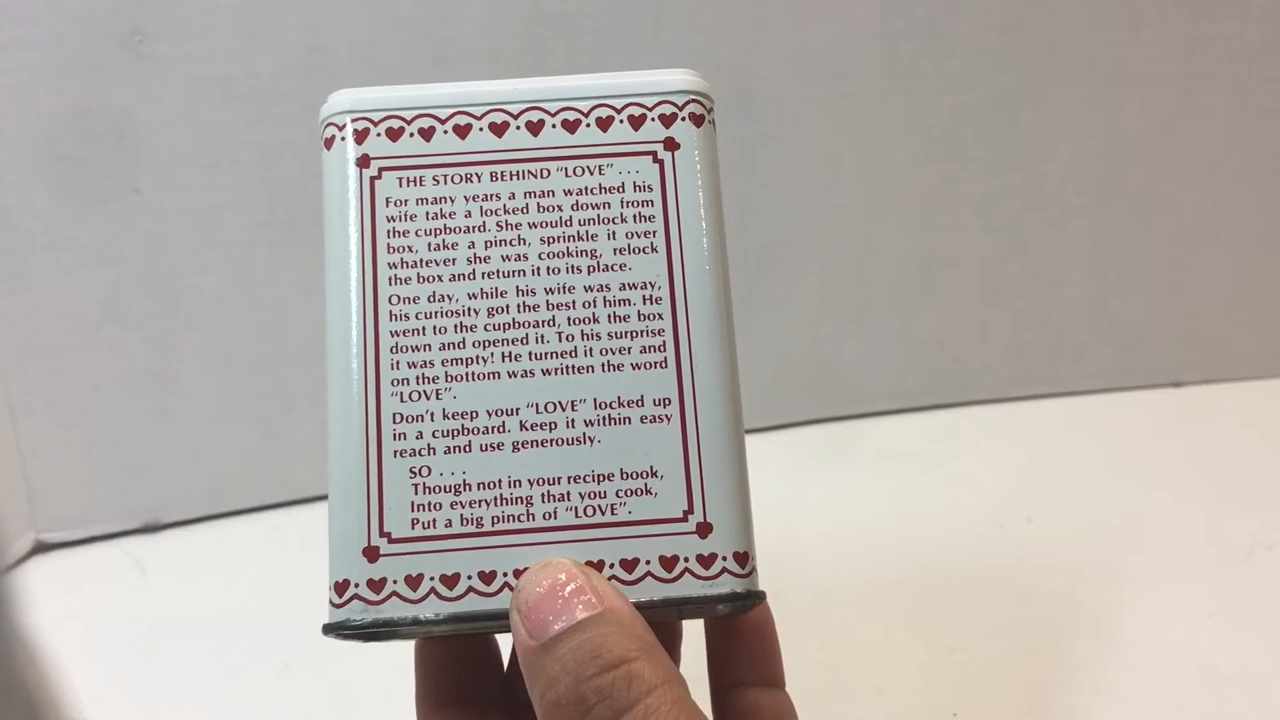 THE STORY BEHIND "LOVE" . . .
For many years a man watched his
wife take a locked box down from
the cupboard. She would unlock the
box, take a pinch, sprinkle it over
whatever she was cooking, relock
the box and return it to its place.
One day, while his wife was away,
his curiosity got the best of him. He
went to the cupboard, took the box
down and opened it. To his surprise
it was empty! He turned it over and
on the bottom was written the word
"LOVE".
Don't keep your "LOVE" locked up
in a cupboard. Keep it within easy
reach and use generously.
SO . . .
Though not in your recipe book,
Into everything that you cook,
Put a big pinch of "LOVE".